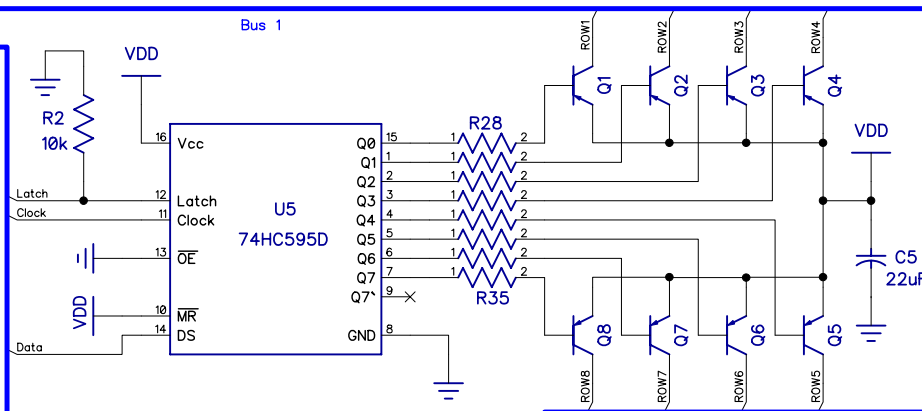 Bus 1
ROW1
ROW2
ROW3
ROW4
VDD
R2
10k
Q1
Q2
Q3
Q4
R28
VDD
16 Vcc
Q0 15
1 2
Q1 1
1 2
Q2 2
1 2
Latch
12 Latch
Q3 3
1 2
Clock
11 Clock
U5
Q4 4
1 2
74HC595D
Q5 5
1 2
13 OE
Q6 6
1 2
Q7 7
1 2
C5
22uF
R35
Q7` 9
VDD
10 MR
14 DS
GND 8
Data
Q8
Q7
Q6
Q5
ROW8
ROW7
ROW6
ROW5